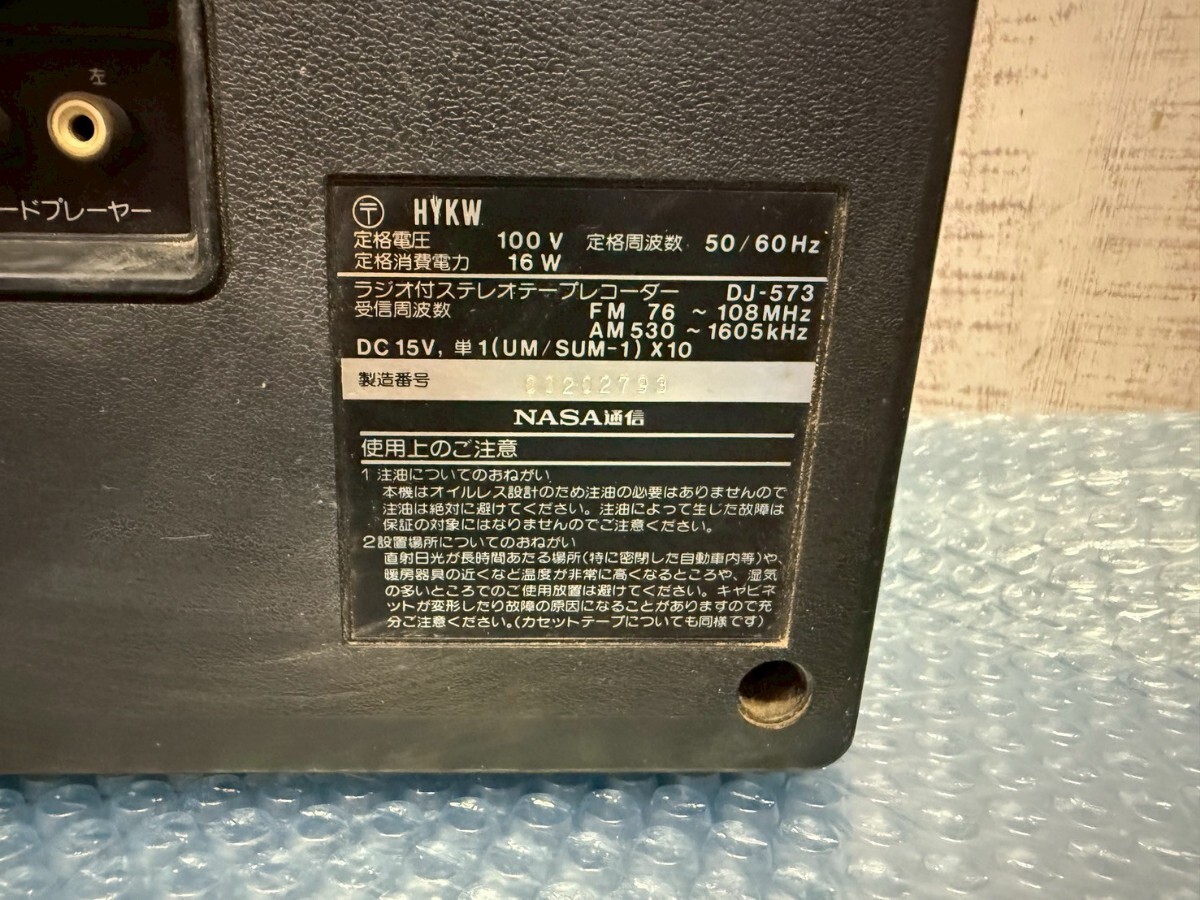 左
ードプレーヤー
〒 HYKW
定格電圧 100V 定格周波数 50/60Hz
定格消費電力 16W
ラジオ付ステレオテープレコーダー DJ-573
受信周波数 FM 76 ~ 108MHz
AM 530 ~ 1605kHz
DC 15V, 単1(UM/SUM-1) X10
製造番号
NASA通信
使用上のご注意
1 注油についてのおねがい
本機はオイルレス設計のため注油の必要はありませんので
注油は絶対に避けてください。注油によって生じた故障は
保証の対象にはなりませんのでご注意ください。
2設置場所についてのおねがい
直射日光が長時間あたる場所(特に密閉した自動車内等)や、
暖房器具の近くなど温度が非常に高くなるところや、湿気
の多いところでのご使用放置は避けてください。キャビネ
ットが変形したり故障の原因になることがありますので充
分ご注意ください。(カセットテープについても同様です)